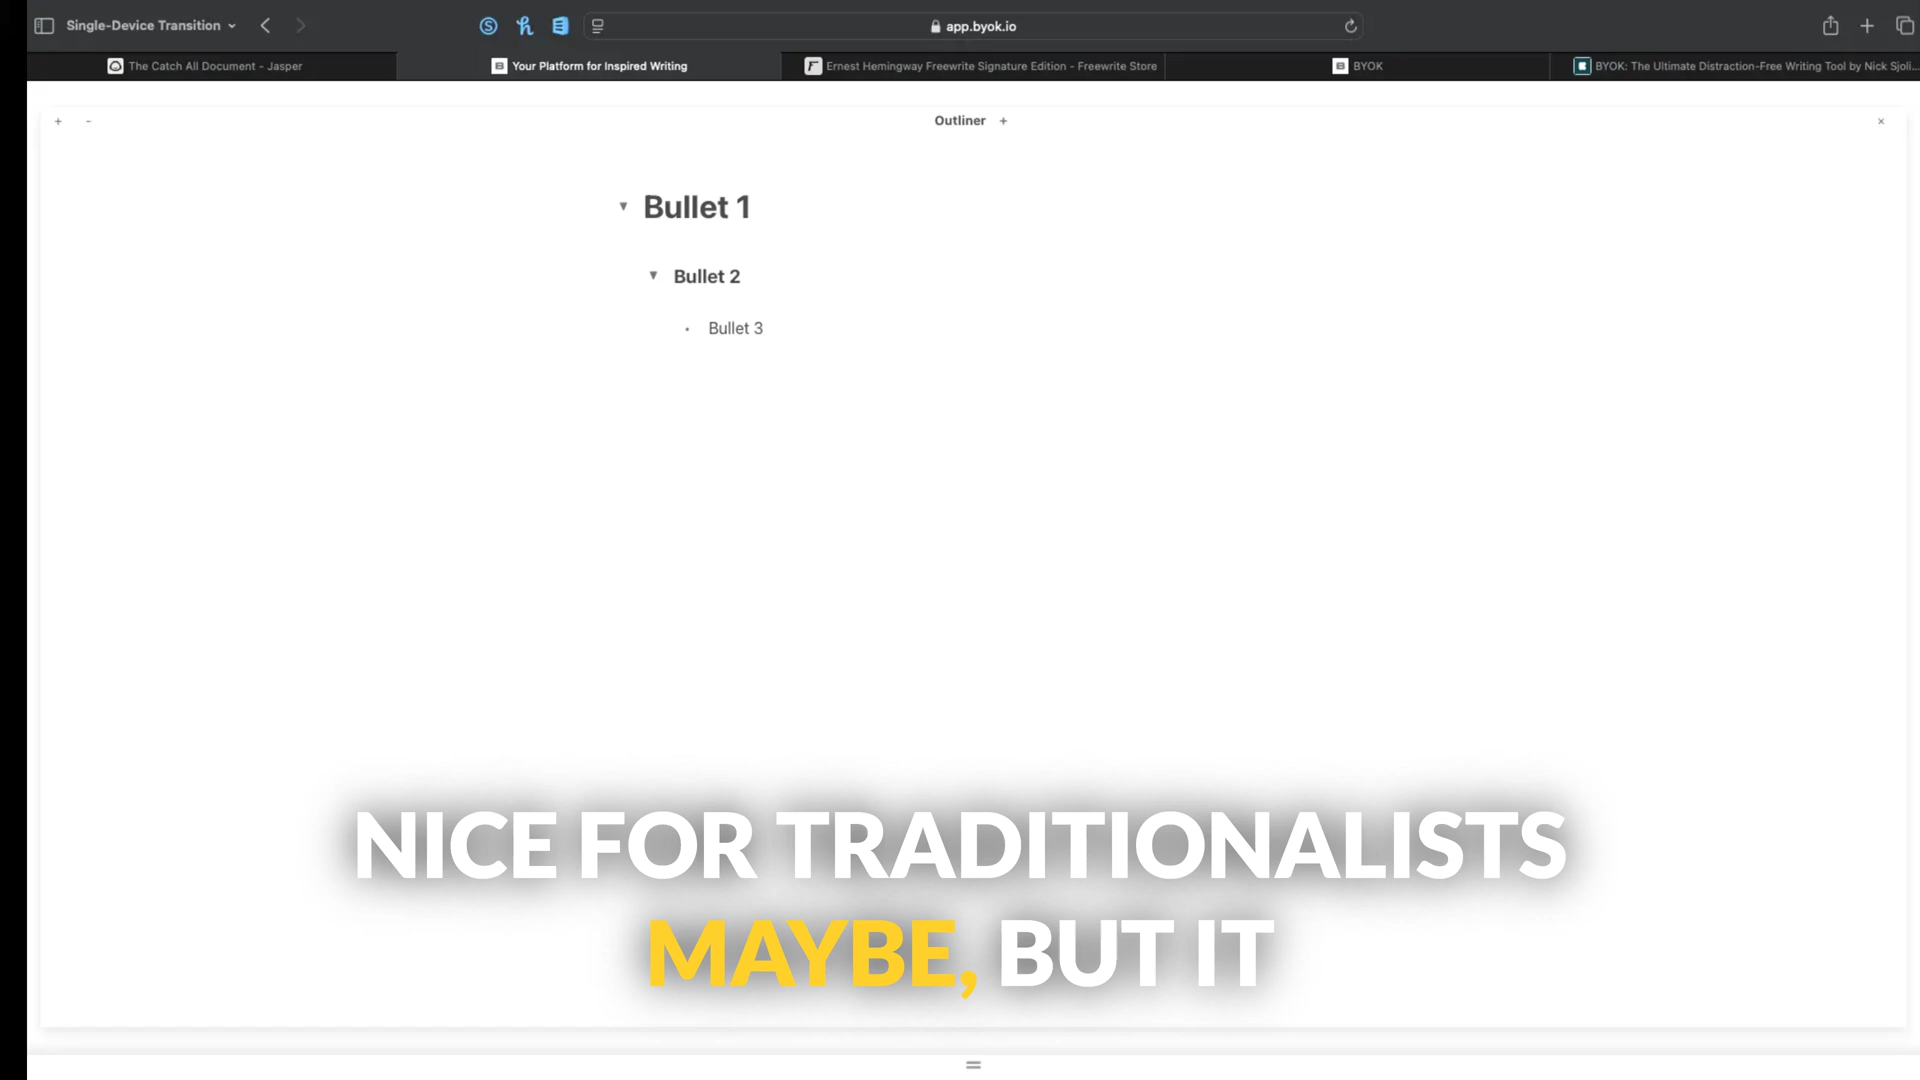 Single-Device Transition
app.byok.io
The Catch All Document - Jasper
Your Platform for Inspired Writing
Ernest Hemingway Freewrite Signature Edition - Freewrite Store
BYOK
BYOK: The Ultimate Distraction-Free Writing Tool by Nick Sjoli...
+ -
Outliner +
×
Bullet 1
Bullet 2
Bullet 3
NICE FOR TRADITIONALISTS
MAYBE, BUT IT